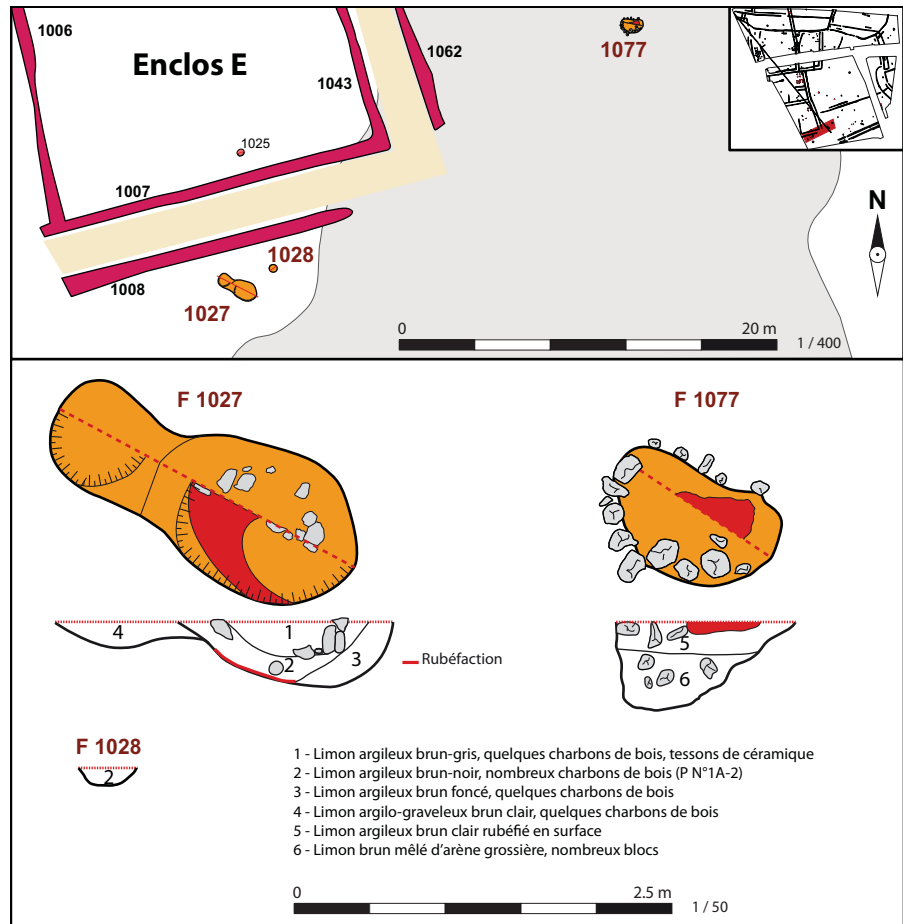 1006
Enclos E
1043
1062
1077
1025
1007
N
1028
1008
1027
0
20 m
1 / 400
F 1027
F 1077
4
1
2
3
Rubéfaction
5
6
F 1028
2
1 - Limon argileux brun-gris, quelques charbons de bois, tessons de céramique
2 - Limon argileux brun-noir, nombreux charbons de bois (P N°1A-2)
3 - Limon argileux brun foncé, quelques charbons de bois
4 - Limon argilo-graveleux brun clair, quelques charbons de bois
5 - Limon argileux brun clair rubéfié en surface
6 - Limon brun mêlé d'arène grossière, nombreux blocs
0
2.5 m
1 / 50